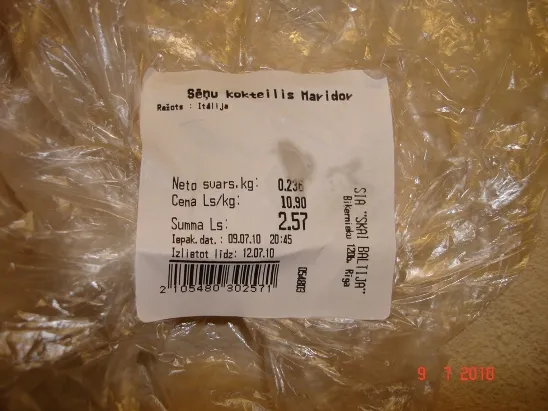 Sēņu kokteilis Maridor
Ražots : Itālija
Neto svars,kg: 0.236
Cena Ls/kg: 10.90
Summa Ls: 2.57
Iepak.dat.: 09.07.10 20:45
Izlietot līdz: 12.07.10
2 105480 302571
054803
SIA "SKAI BALTIJA"
Biķernieku 120b, Rīga
9 7 2010